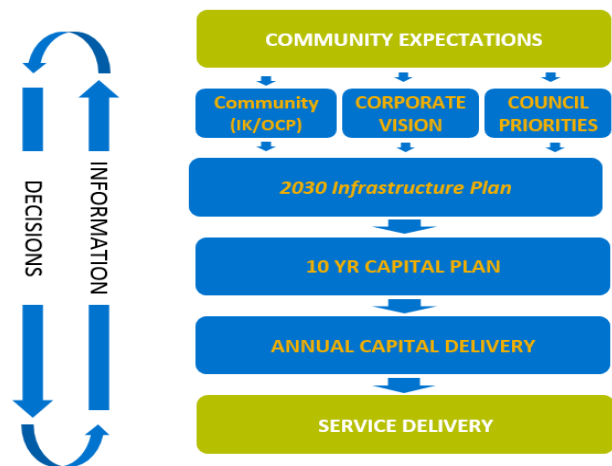 COMMUNITY EXPECTATIONS
Community
(IK/OCP)
CORPORATE
VISION
COUNCIL
PRIORITIES
2030 Infrastructure Plan
10 YR CAPITAL PLAN
ANNUAL CAPITAL DELIVERY
SERVICE DELIVERY
DECISIONS
INFORMATION